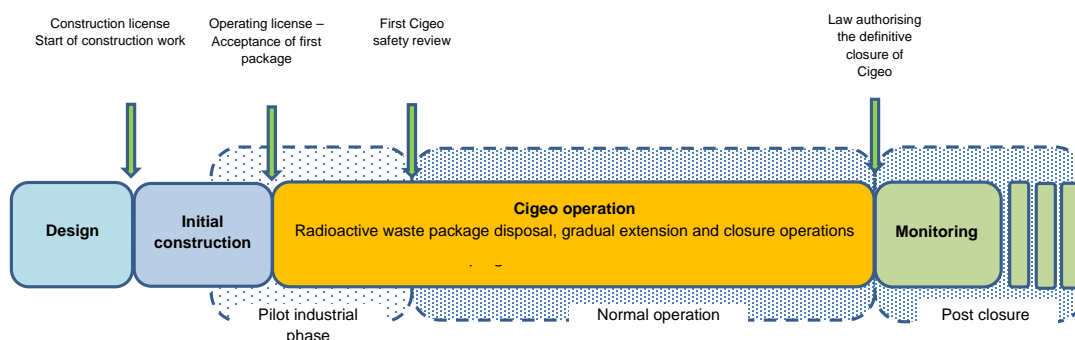 Construction license
Start of construction work
Operating license –
Acceptance of first
package
First Cigeo
safety review
Law authorising
the definitive
closure of
Cigeo
Design
Initial
construction
Cigeo operation
Radioactive waste package disposal, gradual extension and closure operations
Monitoring
Pilot industrial
phase
Normal operation
Post closure